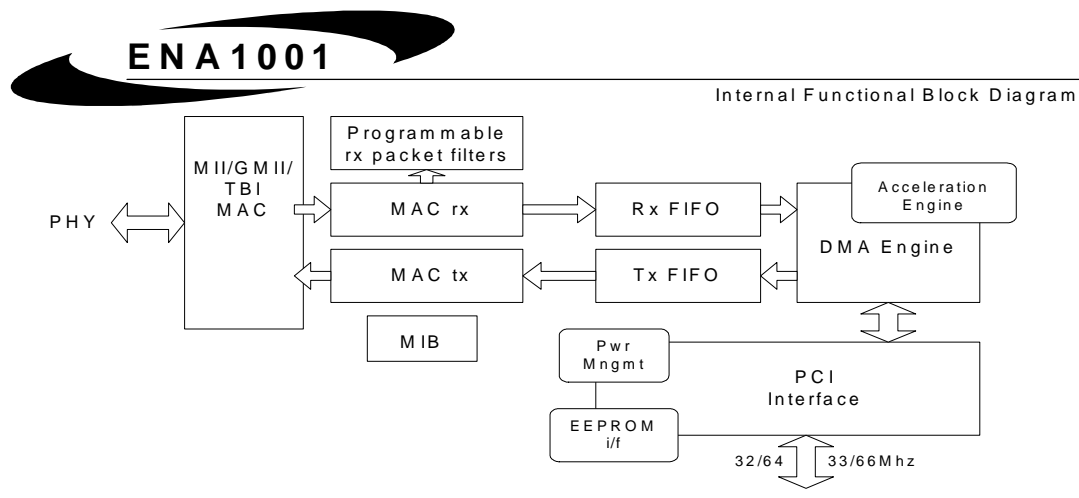 ENA1001
Internal Functional Block Diagram
Programmable
rx packet filters
MII/GMII/
TBI
MAC
Acceleration
Engine
PHY
MAC rx
Rx FIFO
DMA Engine
MAC tx
Tx FIFO
MIB
Pwr
Mngmt
PCI
Interface
EEPROM
i/f
32/64
33/66Mhz